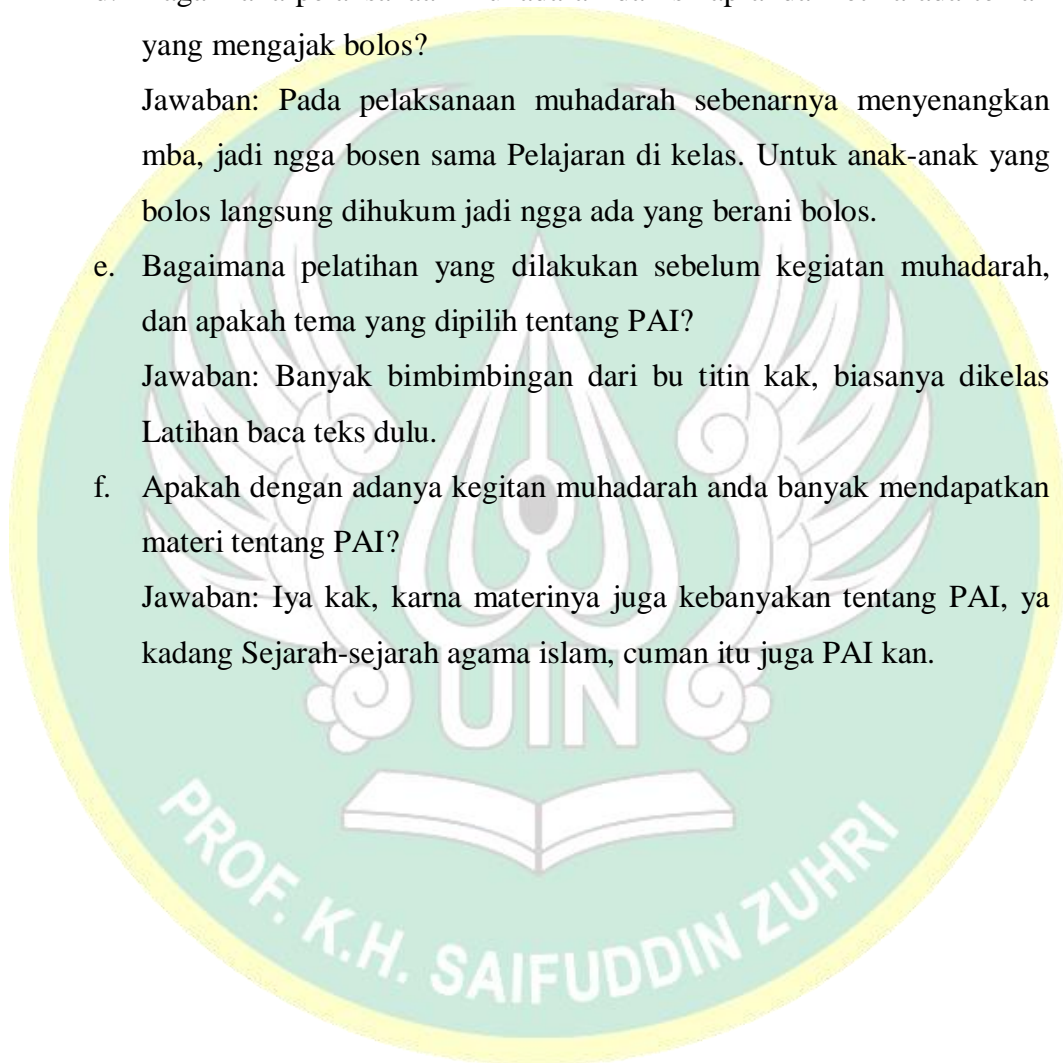 yang mengajak bolos?
Jawaban: Pada pelaksanaan muhadarah sebenarnya menyenangkan
mba, jadi ngga bosen sama Pelajaran di kelas. Untuk anak-anak yang
bolos langsung dihukum jadi ngga ada yang berani bolos.
e. Bagaimana pelatihan yang dilakukan sebelum kegiatan muhadarah,
dan apakah tema yang dipilih tentang PAI?
Jawaban: Banyak bimbimbingan dari bu titin kak, biasanya dikelas
Latihan baca teks dulu.
f. Apakah dengan adanya kegitan muhadarah anda banyak mendapatkan
materi tentang PAI?
Jawaban: Iya kak, karna materinya juga kebanyakan tentang PAI, ya
kadang Sejarah-sejarah agama islam, cuman itu juga PAI kan.
UIN
PROF. K.H. SAIFUDDIN ZUHRI